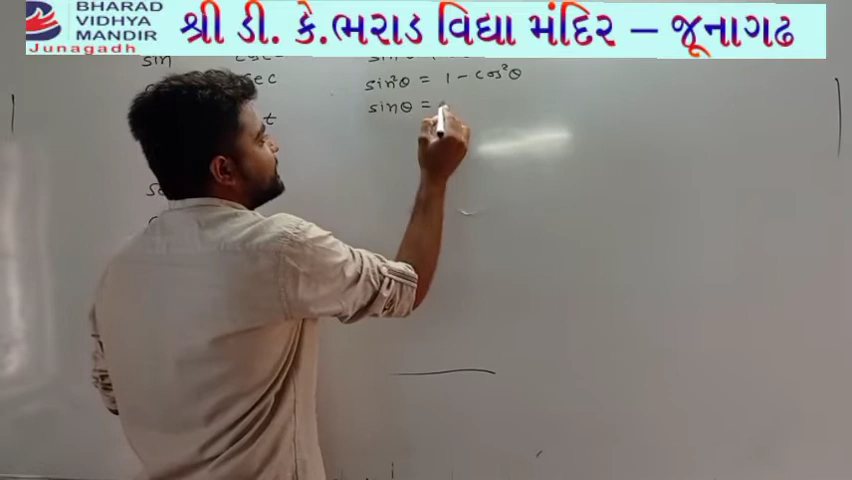 BHARAD
VIDHYA
MANDIR
Junagadh
શ્રી ડી. કે.ભરાડ વિદ્યા મંદિર – જૂનાગઢ
sin
sec
t
sin²θ = 1 - cos²θ
sinθ =